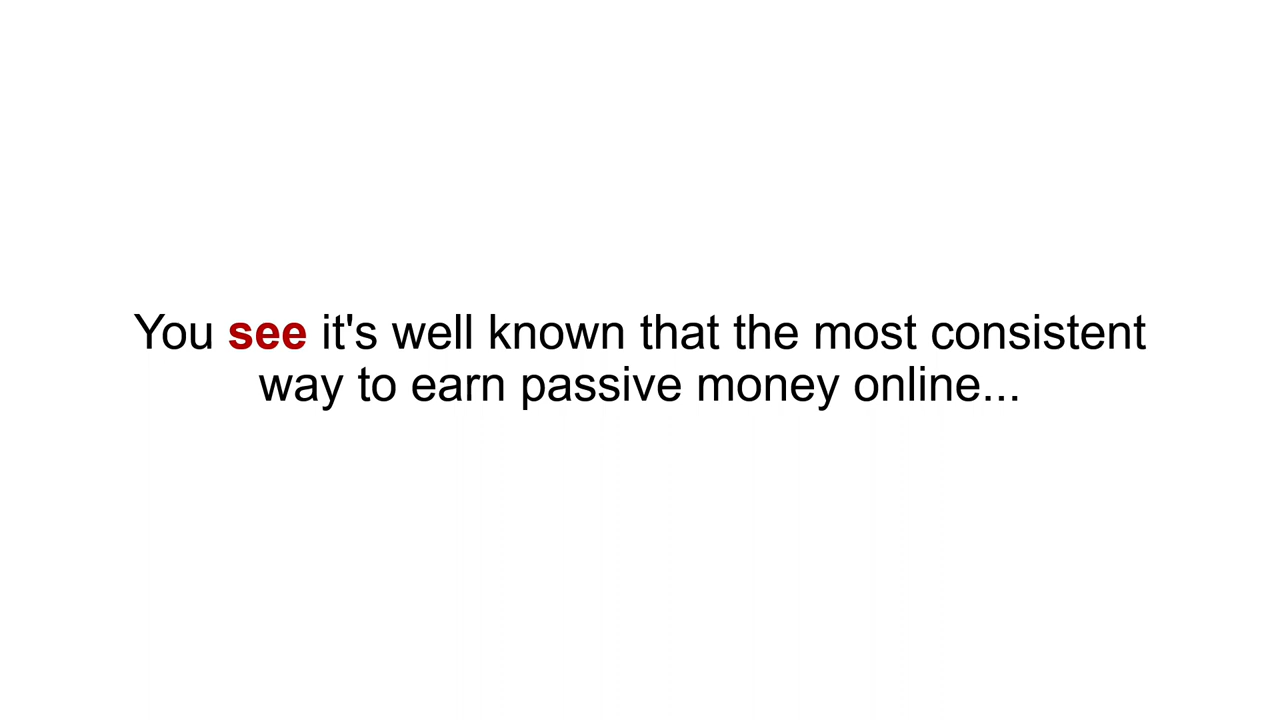 You see it's well known that the most consistent
way to earn passive money online...